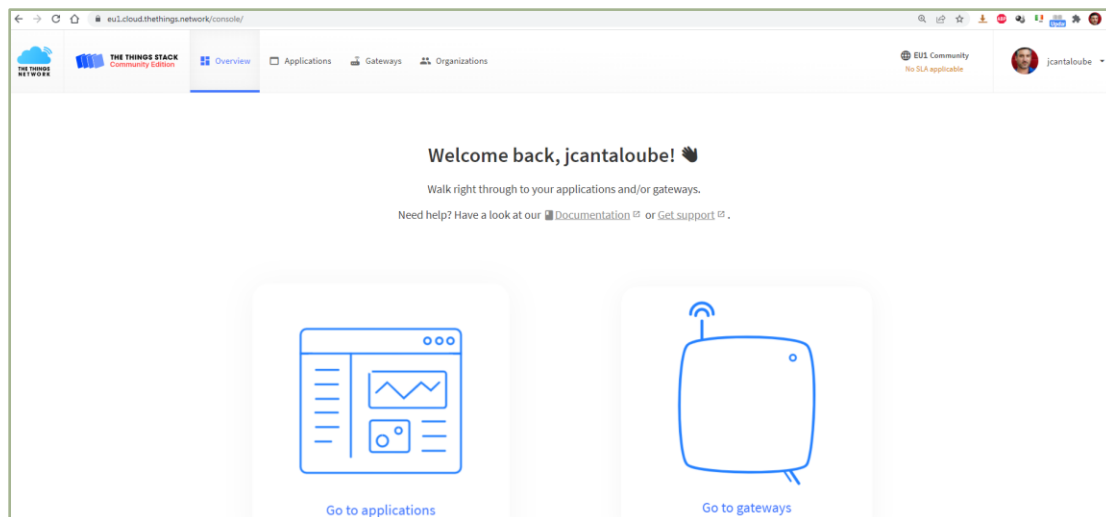 eu1.cloud.thethings.network/console/
THE THINGS
NETWORK
THE THINGS STACK
Community Edition
Overview
Applications
Gateways
Organizations
EU1 Community
No SLA applicable
jcantaloube
Welcome back, jcantaloube! 👋
Walk right through to your applications and/or gateways.
Need help? Have a look at our Documentation or Get support .
Go to applications
Go to gateways